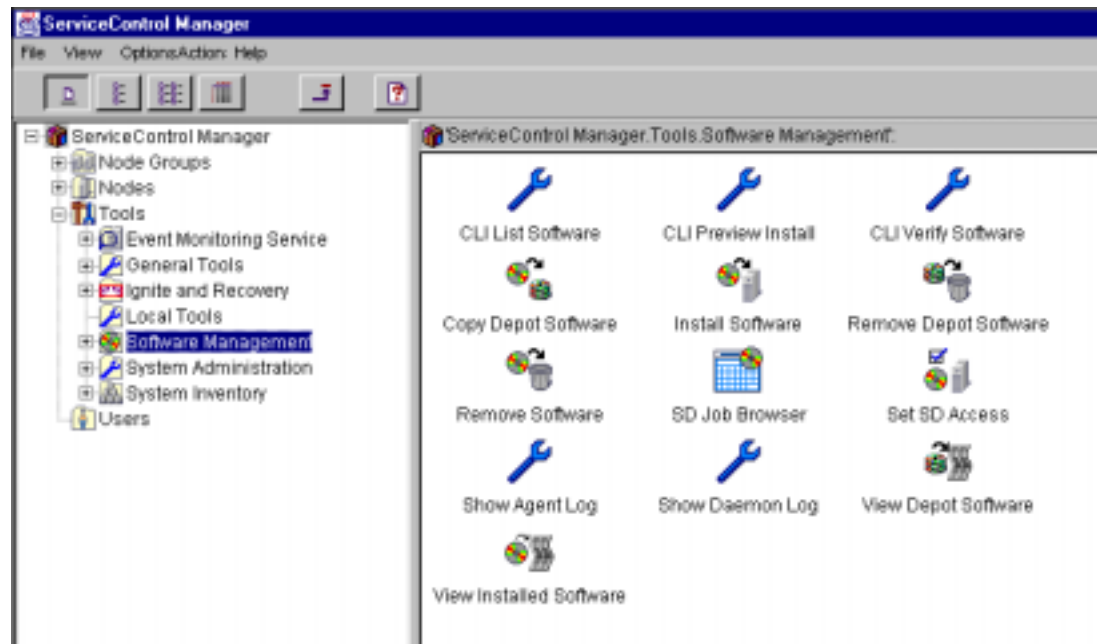 ServiceControl Manager
File View OptionsAction: Help
ServiceControl Manager
Node Groups
Nodes
Tools
Event Monitoring Service
General Tools
Ignite and Recovery
Local Tools
Software Management
System Administration
System Inventory
Users
'ServiceControl Manager.Tools.Software Management':
CLI List Software
CLI Preview Install
CLI Verify Software
Copy Depot Software
Install Software
Remove Depot Software
Remove Software
SD Job Browser
Set SD Access
Show Agent Log
Show Daemon Log
View Depot Software
View Installed Software